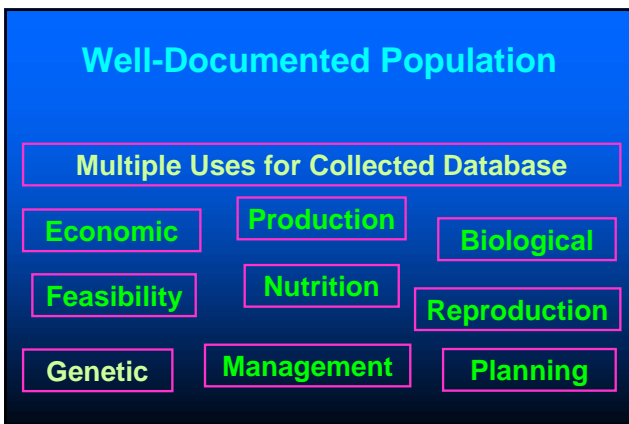 Well-Documented Population
Multiple Uses for Collected Database
Economic
Production
Biological
Feasibility
Nutrition
Reproduction
Genetic
Management
Planning